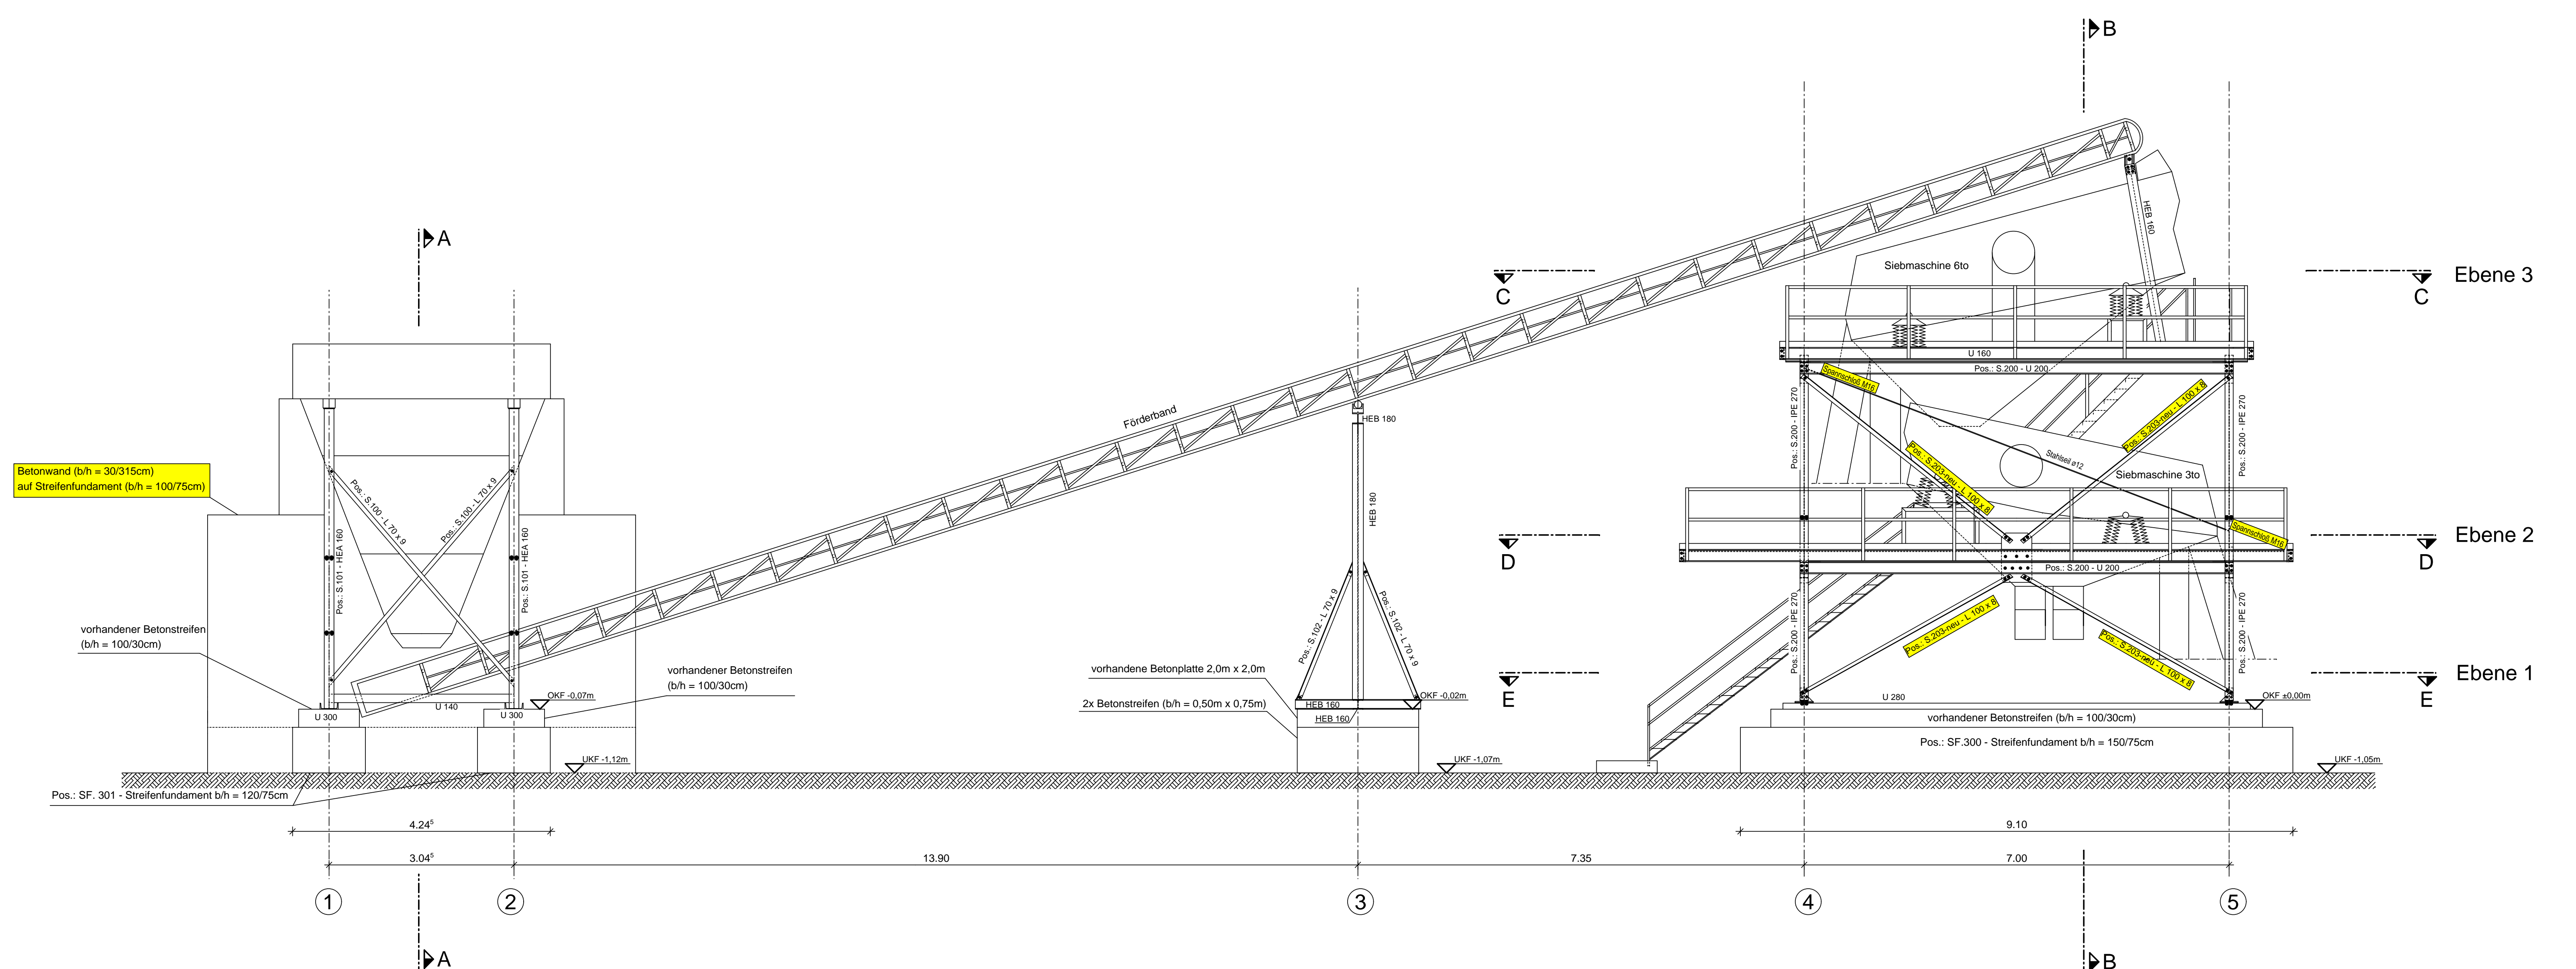 B
A
HEB 160
Siebmaschine 6to
C
C
Ebene 3
U 160
Pos.: S.200 - U 200
Spannschloß M16
Pos.: S.203-neu - L 100 x 8
Pos.: S.200 - IPE 270
Pos.: S.200 - IPE 270
Förderband
HEB 180
Betonwand (b/h = 30/315cm)
auf Streifenfundament (b/h = 100/75cm)
Pos.: S.100 - L 70 x 9
Pos.: S.100 - L 70 x 9
Pos.: S.203-neu - L 100 x 8
Stahlseil ø12
Siebmaschine 3to
HEB 180
Spannschloß M16
D
D
Ebene 2
Pos.: S.101 - HEA 160
Pos.: S.101 - HEA 160
Pos.: S.200 - U 200
Pos.: S.102 - L 70 x 9
Pos.: S.102 - L 70 x 9
Pos.: S.200 - IPE 270
Pos.: S.200 - IPE 270
Pos.: S.203-neu - L 100 x 8
Pos.: S.203-neu - L 100 x 8
vorhandener Betonstreifen
(b/h = 100/30cm)
vorhandener Betonstreifen
(b/h = 100/30cm)
vorhandene Betonplatte 2,0m x 2,0m
2x Betonstreifen (b/h = 0,50m x 0,75m)
E
E
Ebene 1
OKF -0,07m
OKF -0,02m
OKF ±0,00m
U 140
U 300
U 300
HEB 160
HEB 160
U 280
vorhandener Betonstreifen (b/h = 100/30cm)
Pos.: SF.300 - Streifenfundament b/h = 150/75cm
UKF -1,12m
UKF -1,07m
UKF -1,05m
Pos.: SF. 301 - Streifenfundament b/h = 120/75cm
4.24⁵
9.10
3.04⁵
13.90
7.35
7.00
1
2
3
4
5
A
B